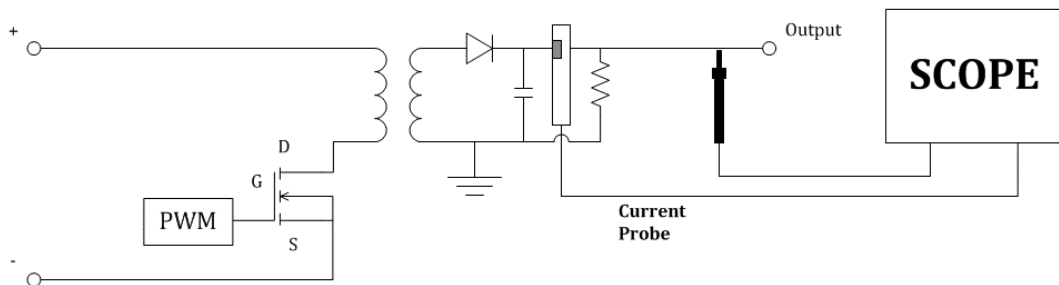 +
Output
SCOPE
D
G
PWM
S
Current
Probe
-